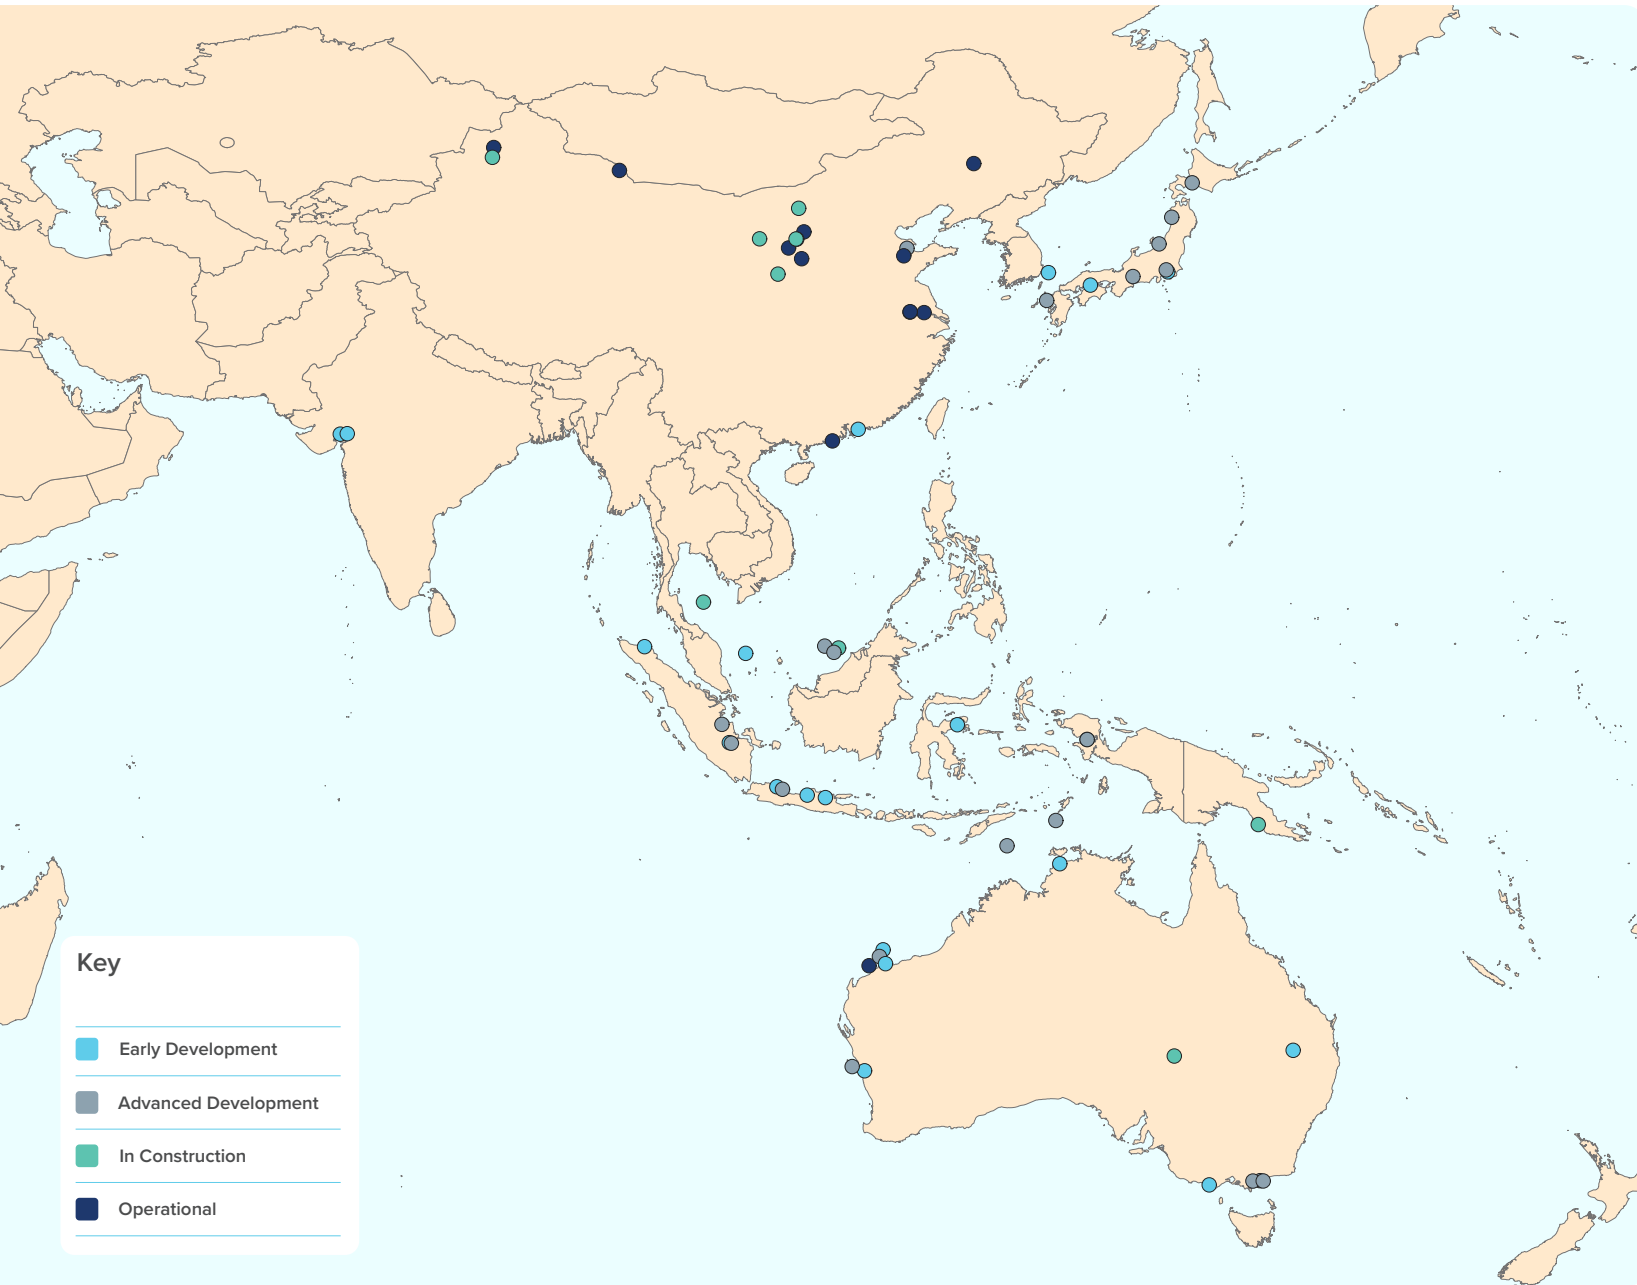 Key
Early Development
Advanced Development
In Construction
Operational